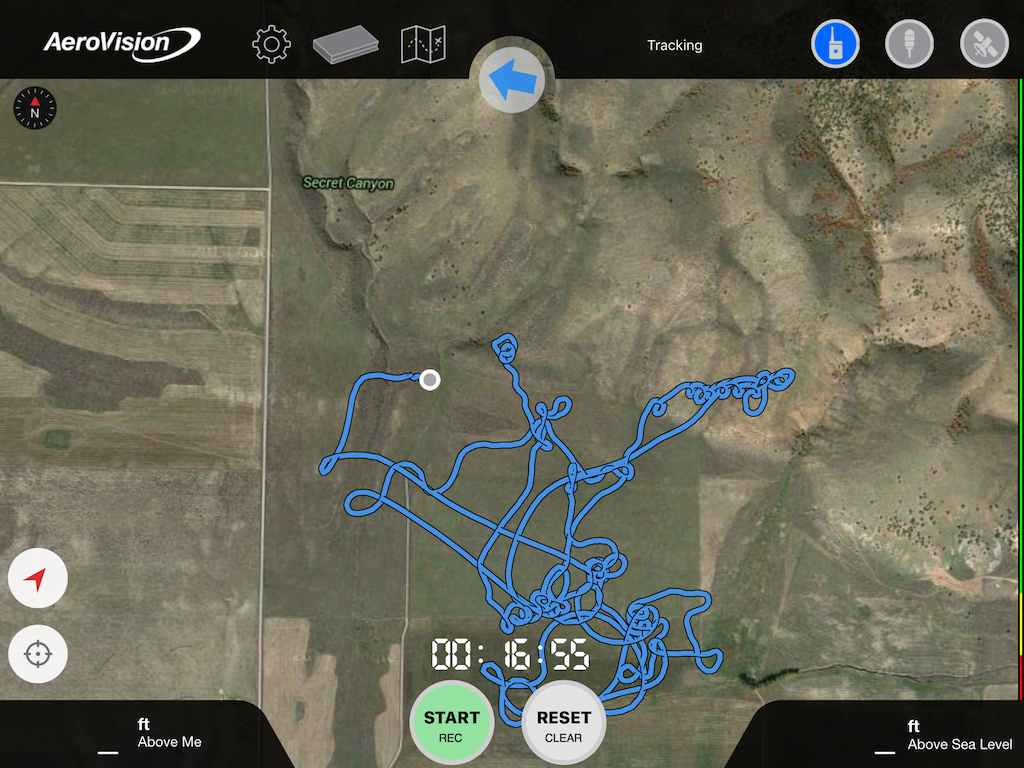 AeroVision
Tracking
N
Secret Canyon
00:16:55
START
REC
RESET
CLEAR
ft
Above Me
ft
Above Sea Level